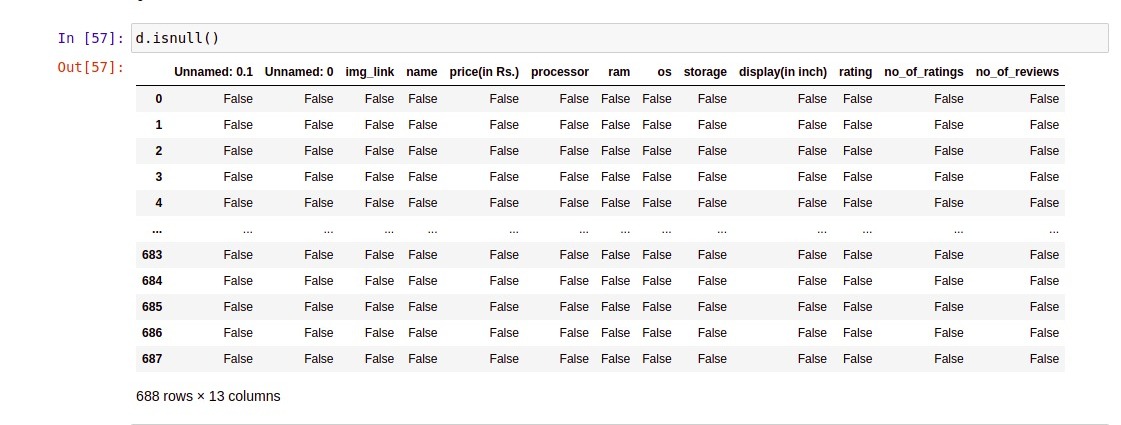 In [57]: d.isnull()
Out[57]:
Unnamed: 0.1 Unnamed: 0 img_link name price(in Rs.) processor ram os storage display(in inch) rating no_of_ratings no_of_reviews
0 False False False False False False False False False False False False False
1 False False False False False False False False False False False False False
2 False False False False False False False False False False False False False
3 False False False False False False False False False False False False False
4 False False False False False False False False False False False False False
... ... ... ... ... ... ... ... ... ... ... ... ... ...
683 False False False False False False False False False False False False False
684 False False False False False False False False False False False False False
685 False False False False False False False False False False False False False
686 False False False False False False False False False False False False False
687 False False False False False False False False False False False False False
688 rows × 13 columns